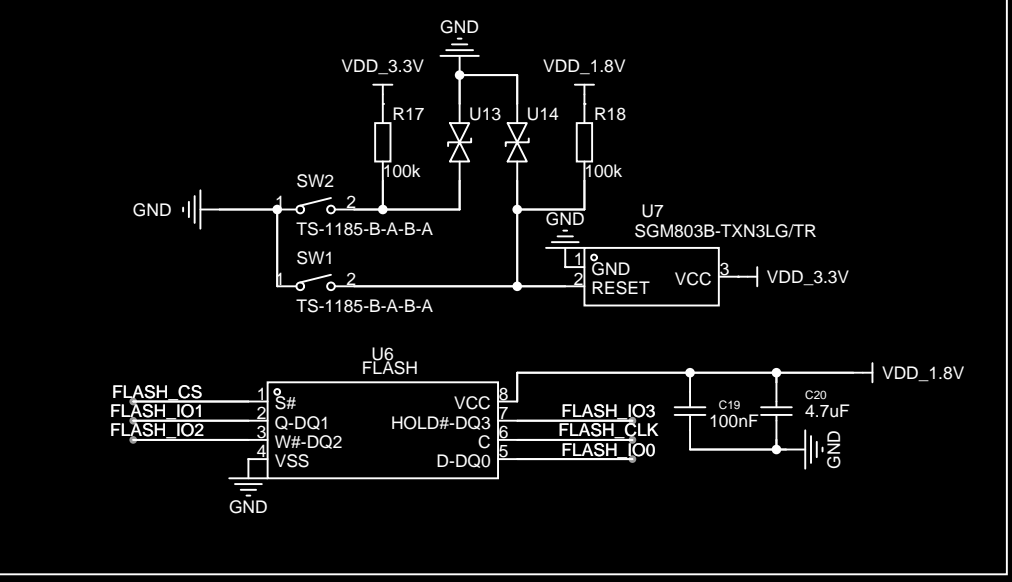 GND
VDD_3.3V
VDD_1.8V
R17
U13
U14
R18
100k
100k
SW2
GND
1
2
TS-1185-B-A-B-A
SW1
1
2
TS-1185-B-A-B-A
U7
SGM803B-TXN3LG/TR
GND
1
GND
2
RESET
VCC
3
VDD_3.3V
U6
FLASH
FLASH_CS
1
S#
VCC
8
FLASH_IO1
2
Q-DQ1
HOLD#-DQ3
7
FLASH_IO3
FLASH_IO2
3
W#-DQ2
C
6
FLASH_CLK
4
VSS
D-DQ0
5
FLASH_IO0
GND
VDD_1.8V
C19
100nF
C20
4.7uF
GND